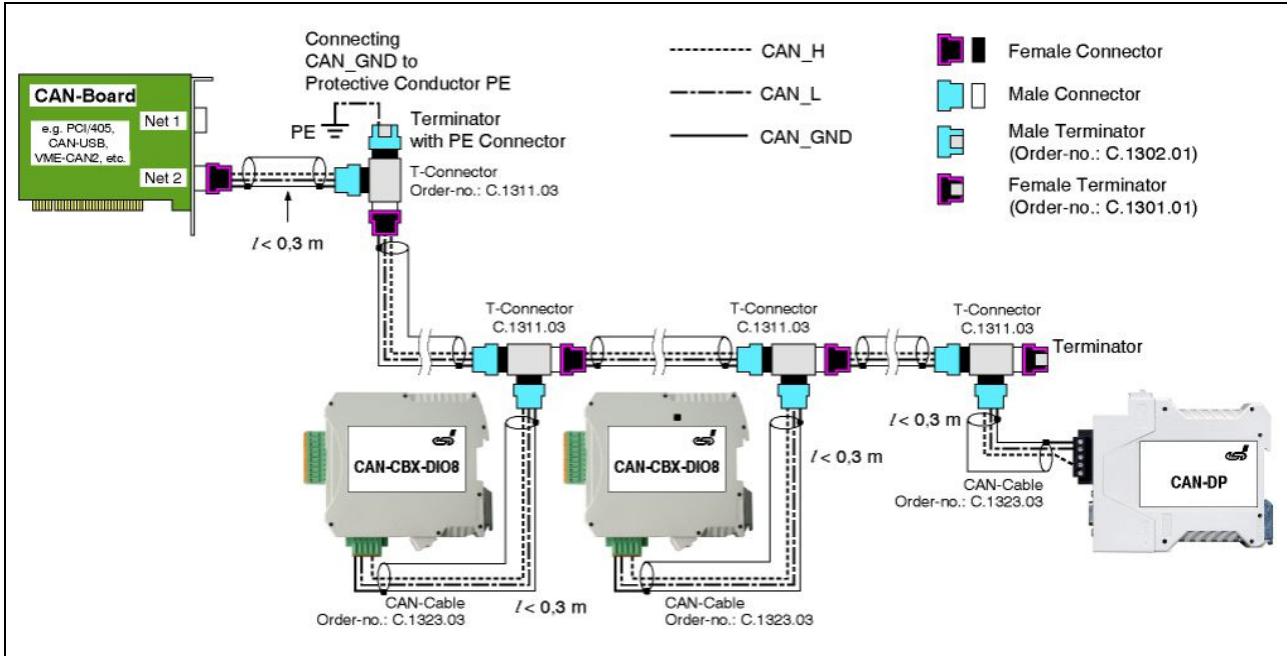 Connecting
CAN_GND to
Protective Conductor PE
PE
Terminator
with PE Connector
T-Connector
Order-no.: C.1311.03
CAN-Board
e.g. PCI/405,
CAN-USB,
VME-CAN2, etc.
Net 1
Net 2
l < 0,3 m
CAN_H
CAN_L
CAN_GND
Female Connector
Male Connector
Male Terminator
(Order-no.: C.1302.01)
Female Terminator
(Order-no.: C.1301.01)
T-Connector
C.1311.03
T-Connector
C.1311.03
T-Connector
C.1311.03
Terminator
CAN-CBX-DIO8
CAN-Cable
Order-no.: C.1323.03
l < 0,3 m
CAN-CBX-DIO8
CAN-Cable
Order-no.: C.1323.03
l < 0,3 m
l < 0,3 m
CAN-Cable
Order-no.: C.1323.03
CAN-DP